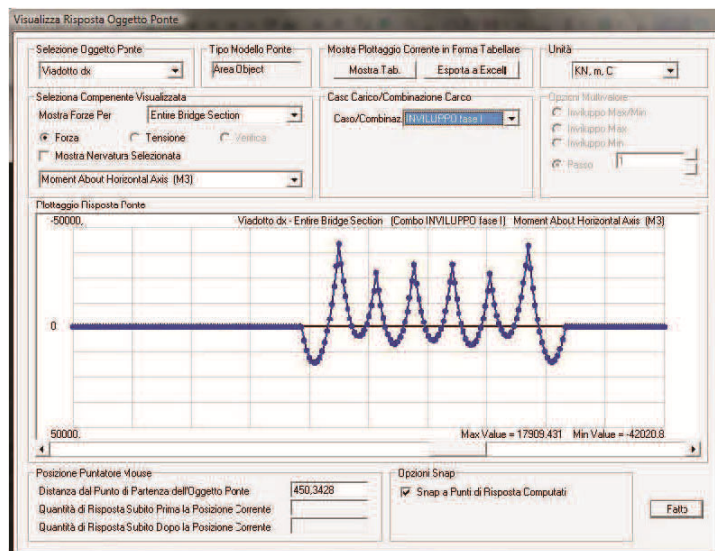 Visualizza Risposta Oggetto Ponte
Selezione Oggetto Ponte
Viadotto dx
Tipo Modello Ponte
Area Object
Mostra Plottaggio Corrente in Forma Tabellare
Mostra Tab.
Esporta a Excell
Unità
KN, m, C
Seleziona Componente Visualizzata
Mostra Forze Per
Entire Bridge Section
Forza
Tensione
Verifica
Mostra Nervatura Selezionata
Moment About Horizontal Axis (M3)
Caso Carico/Combinazione Carico
Caso/Combinaz.
INVILUPPO fase I
Opzioni Multivalore
Inviluppo Max/Min
Inviluppo Max
Inviluppo Min
Passo
1
Plottaggio Risposta Ponte
-50000,
Viadotto dx - Entire Bridge Section (Combo INVILUPPO fase I) Moment About Horizontal Axis (M3)
0.
50000.
Max Value = 17909.431 Min Value = -42020.8
Posizione Puntatore Mouse
Distanza dal Punto di Partenza dell'Oggetto Ponte
450,3428
Quantità di Risposta Subito Prima la Posizione Corrente
Quantità di Risposta Subito Dopo la Posizione Corrente
Opzioni Snap
Snap a Punti di Risposta Computati
Fatto